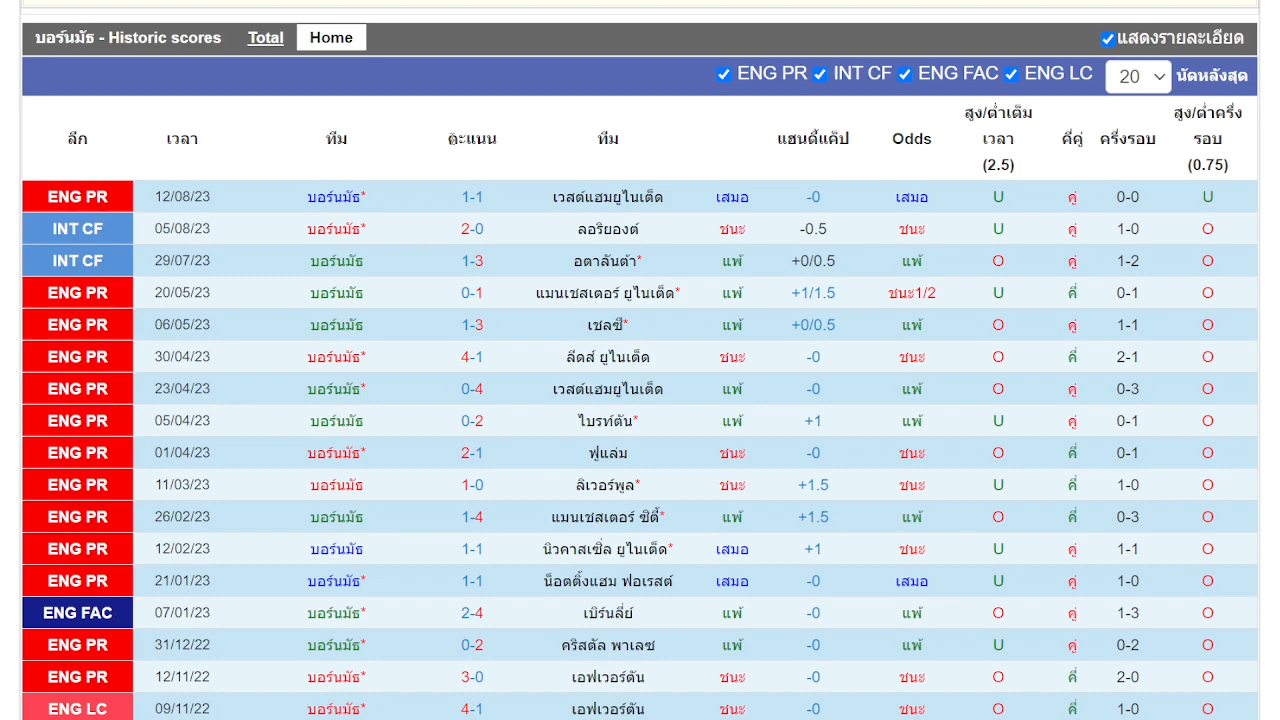 บอร์นมัธ - Historic scores Total Home แสดงรายละเอียด
ENG PR INT CF ENG FAC ENG LC 20 นัดหลังสุด
ลีก เวลา ทีม คะแนน ทีม แฮนดี้แค็ป Odds สูง/ต่ำเต็มเวลา (2.5) คี่คู่ ครึ่งรอบ สูง/ต่ำครึ่งรอบ (0.75)
ENG PR 12/08/23 บอร์นมัธ* 1-1 เวสต์แฮมยูไนเต็ด เสมอ -0 เสมอ U คู่ 0-0 U
INT CF 05/08/23 บอร์นมัธ* 2-0 ลอริยองต์ ชนะ -0.5 ชนะ U คู่ 1-0 O
INT CF 29/07/23 บอร์นมัธ 1-3 อตาลันต้า* แพ้ +0/0.5 แพ้ O คู่ 1-2 O
ENG PR 20/05/23 บอร์นมัธ 0-1 แมนเชสเตอร์ ยูไนเต็ด* แพ้ +1/1.5 ชนะ1/2 U คี่ 0-1 O
ENG PR 06/05/23 บอร์นมัธ 1-3 เชลซี* แพ้ +0/0.5 แพ้ O คู่ 1-1 O
ENG PR 30/04/23 บอร์นมัธ* 4-1 ลีดส์ ยูไนเต็ด ชนะ -0 ชนะ O คี่ 2-1 O
ENG PR 23/04/23 บอร์นมัธ* 0-4 เวสต์แฮมยูไนเต็ด แพ้ -0 แพ้ O คู่ 0-3 O
ENG PR 05/04/23 บอร์นมัธ 0-2 ไบรท์ตัน* แพ้ +1 แพ้ U คู่ 0-1 O
ENG PR 01/04/23 บอร์นมัธ* 2-1 ฟูแล่ม ชนะ -0 ชนะ O คี่ 0-1 O
ENG PR 11/03/23 บอร์นมัธ 1-0 ลิเวอร์พูล* ชนะ +1.5 ชนะ U คี่ 1-0 O
ENG PR 26/02/23 บอร์นมัธ 1-4 แมนเชสเตอร์ ซิตี้* แพ้ +1.5 แพ้ O คี่ 0-3 O
ENG PR 12/02/23 บอร์นมัธ 1-1 นิวคาสเซิ่ล ยูไนเต็ด* เสมอ +1 ชนะ U คู่ 1-1 O
ENG PR 21/01/23 บอร์นมัธ* 1-1 น็อตติ้งแฮม ฟอเรสต์ เสมอ -0 เสมอ U คู่ 1-0 O
ENG FAC 07/01/23 บอร์นมัธ* 2-4 เบิร์นลี่ย์ แพ้ -0 แพ้ O คู่ 1-3 O
ENG PR 31/12/22 บอร์นมัธ* 0-2 คริสตัล พาเลซ แพ้ -0 แพ้ U คู่ 0-2 O
ENG PR 12/11/22 บอร์นมัธ* 3-0 เอฟเวอร์ตัน ชนะ -0 ชนะ O คี่ 2-0 O
ENG LC 09/11/22 บอร์นมัธ* 4-1 เอฟเวอร์ตัน ชนะ -0 ชนะ O คี่ 1-0 O